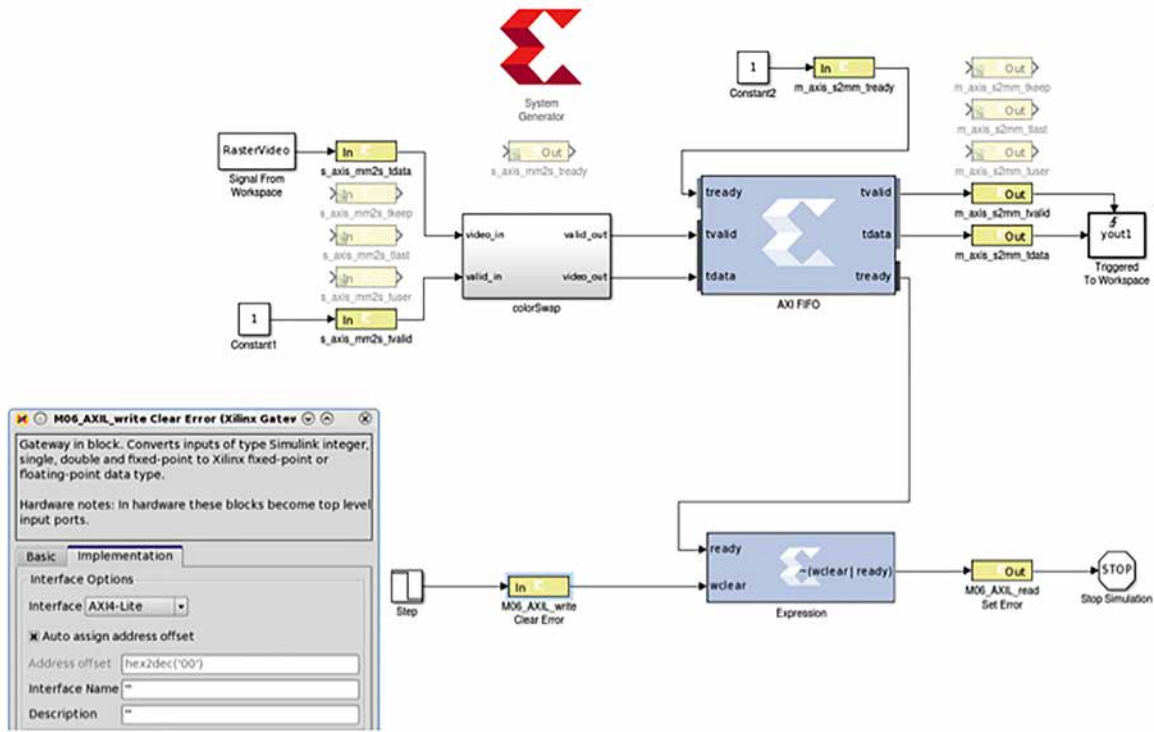 System
Generator
1
Constant2
In
m_axis_s2mm_tready
Out
m_axis_s2mm_tkeep
Out
m_axis_s2mm_tlast
Out
m_axis_s2mm_tuser
RasterVideo
Signal From
Workspace
In
s_axis_mm2s_tdata
Out
s_axis_mm2s_tready
In
s_axis_mm2s_tkeep
In
s_axis_mm2s_tlast
In
s_axis_mm2s_tuser
1
Constant1
In
s_axis_mm2s_tvalid
video_in
valid_out
valid_in
video_out
colorSwap
tready
tvalid
tvalid
tdata
tdata
tready
AXI FIFO
Out
m_axis_s2mm_tvalid
Out
m_axis_s2mm_tdata
yout1
Triggered
To Workspace
M06_AXIL_write Clear Error (Xilinx Gatev
Gateway in block. Converts inputs of type Simulink integer,
single, double and fixed-point to Xilinx fixed-point or
floating-point data type.
Hardware notes: In hardware these blocks become top level
input ports.
Basic
Implementation
Interface Options
Interface AXI4-Lite
Auto assign address offset
Address offset hex2dec('00')
Interface Name ''
Description ''
Step
In
M06_AXIL_write
Clear Error
ready
wclear
~(wclear | ready)
Expression
Out
M06_AXIL_read
Set Error
STOP
Stop Simulation